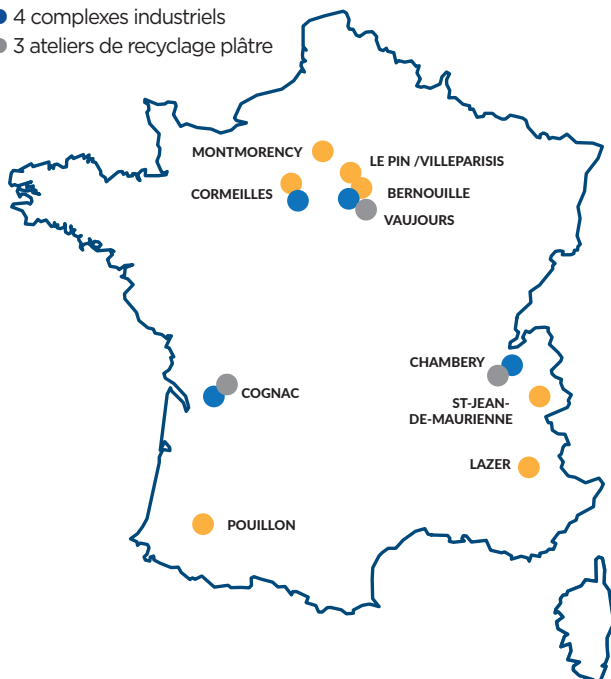 4 complexes industriels
3 ateliers de recyclage plâtre
MONTMORENCY
LE PIN /VILLEPARISIS
CORMEILLES
BERNOUILLE
VAUJOURS
CHAMBERY
COGNAC
ST-JEAN-
DE-MAURIENNE
LAZER
POUILLON